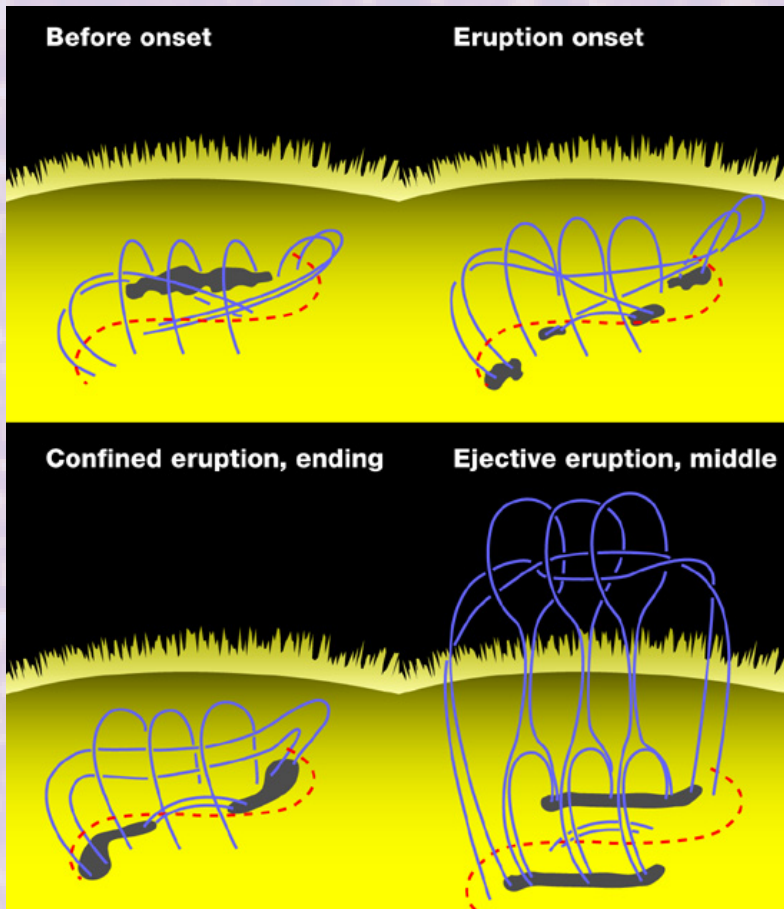 Before onset
Eruption onset
Confined eruption, ending
Ejective eruption, middle